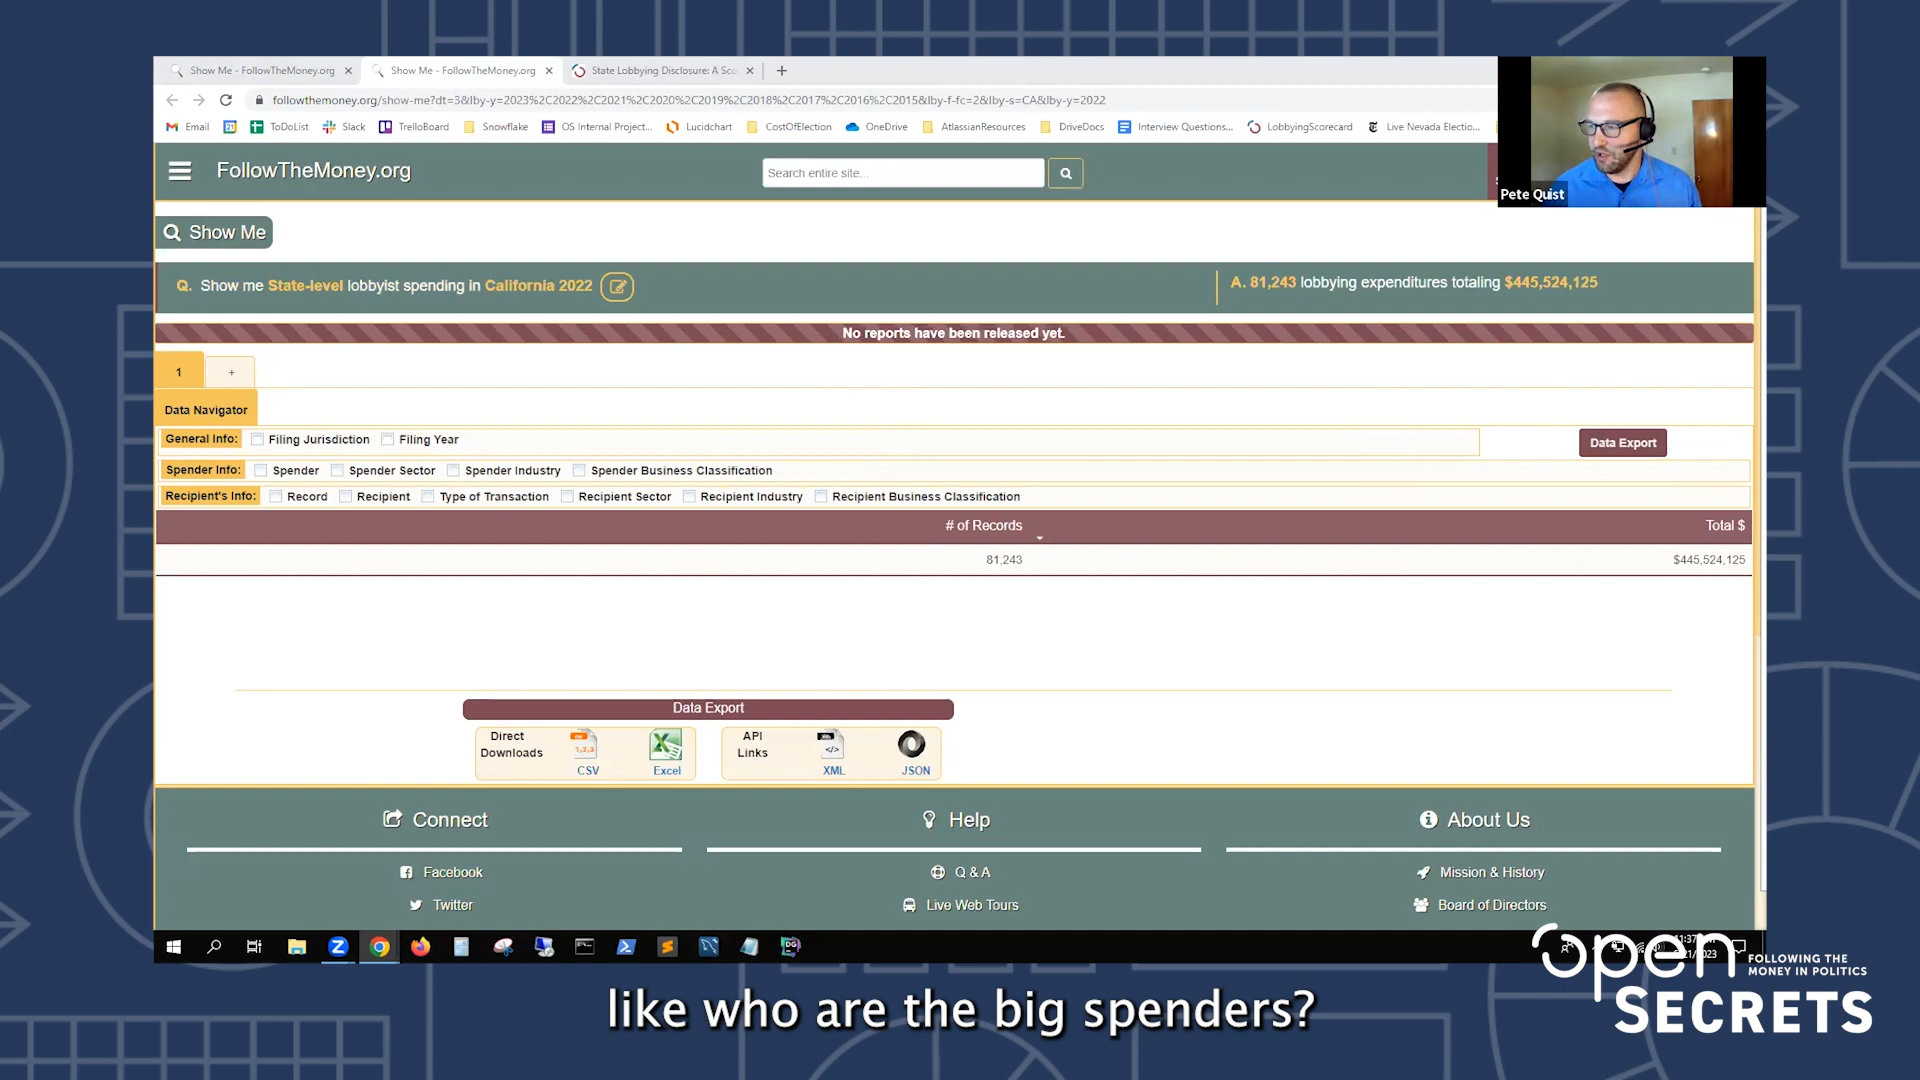 Show Me - FollowTheMoney.org
Show Me - FollowTheMoney.org
State Lobbying Disclosure: A Sco
followthemoney.org/show-me?dt=3&lby-y=2023%2C2022%2C2021%2C2020%2C2019%2C2018%2C2017%2C2016%2C2015&lby-f-fc=2&lby-s=CA&lby-y=2022
Email ToDoList Slack TrelloBoard Snowflake OS Internal Project... Lucidchart CostOfElection OneDrive AtlassianResources DriveDocs Interview Questions... LobbyingScorecard Live Nevada Electio...
FollowTheMoney.org
Search entire site...
Pete Quist
Show Me
Q. Show me State-level lobbyist spending in California 2022
A. 81,243 lobbying expenditures totaling $445,524,125
No reports have been released yet.
1 +
Data Navigator
General Info: Filing Jurisdiction Filing Year
Data Export
Spender Info: Spender Spender Sector Spender Industry Spender Business Classification
Recipient's Info: Record Recipient Type of Transaction Recipient Sector Recipient Industry Recipient Business Classification
# of Records Total $
81,243 $445,524,125
Data Export
Direct Downloads CSV Excel
API Links XML JSON
Connect
Facebook
Twitter
Help
Q & A
Live Web Tours
About Us
Mission & History
Board of Directors
open SECRETS
FOLLOWING THE
MONEY IN POLITICS
like who are the big spenders?